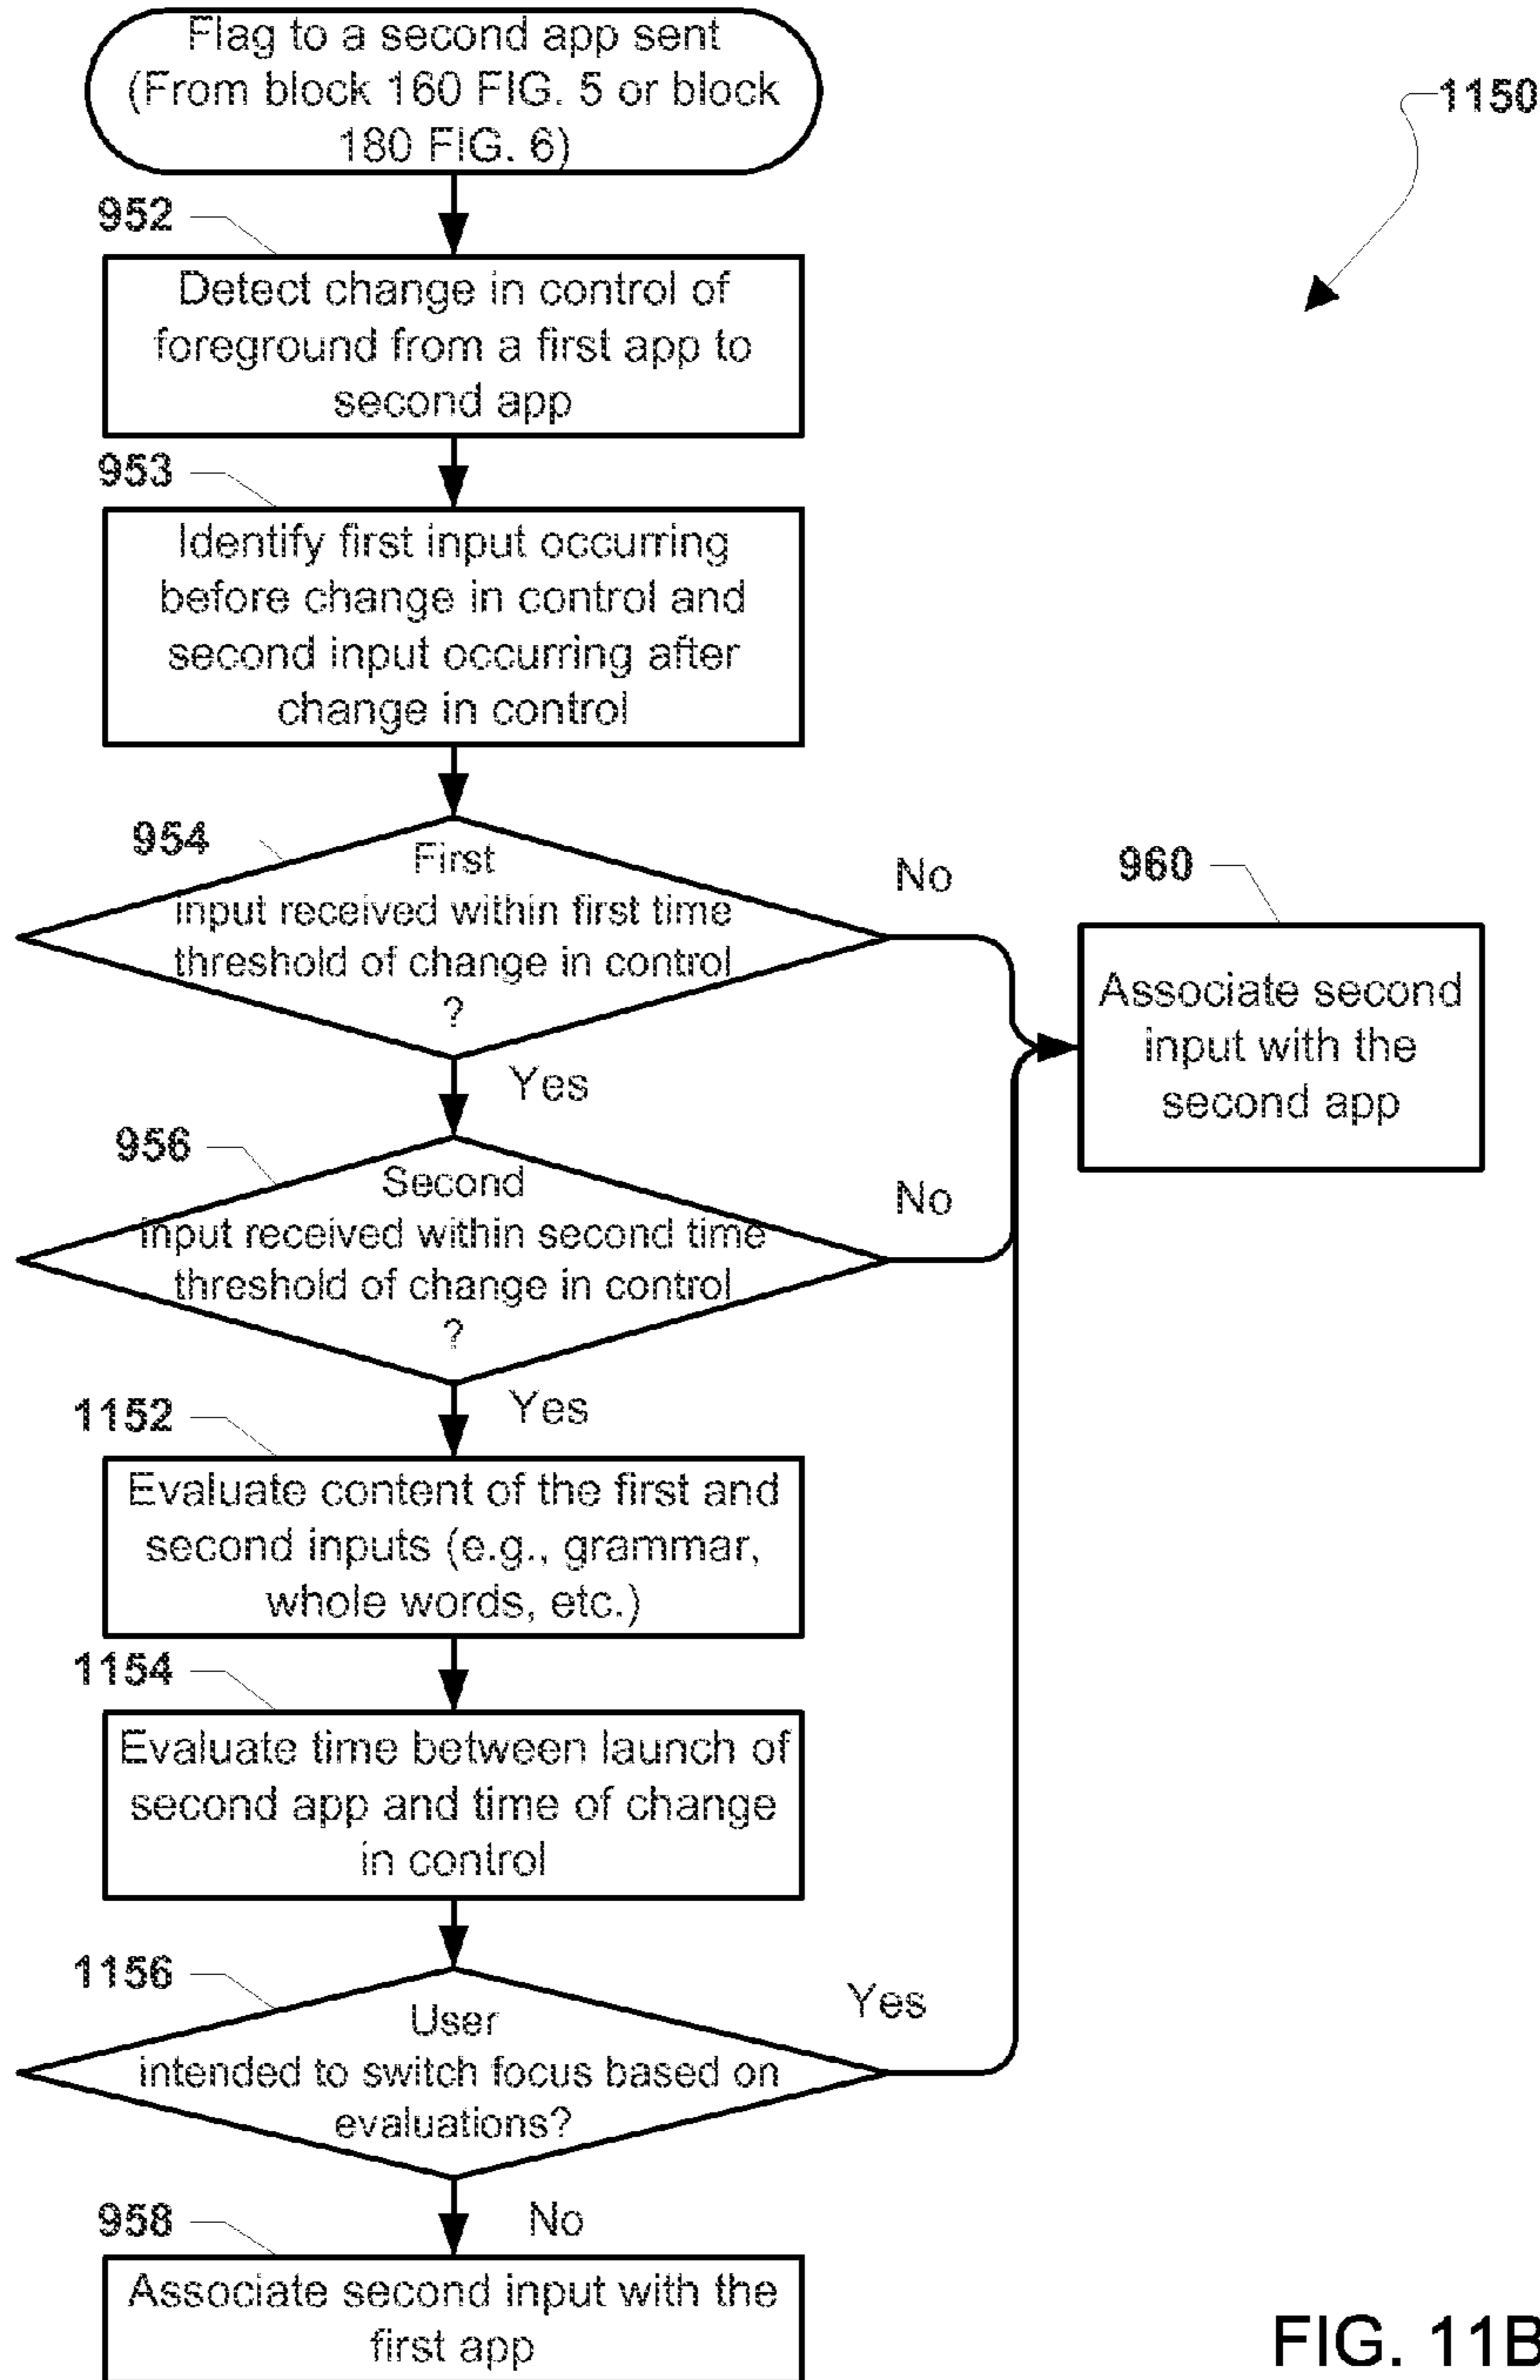 Flag to a second app sent
(From block 160 FIG. 5 or block
180 FIG. 6)
1150
952
Detect change in control of
foreground from a first app to
second app
953
Identify first input occurring
before change in control and
second input occurring after
change in control
954
First
input received within first time
threshold of change in control
?
No
960
Associate second
input with the
second app
Yes
956
Second
input received within second time
threshold of change in control
?
No
Yes
1152
Evaluate content of the first and
second inputs (e.g., grammar,
whole words, etc.)
1154
Evaluate time between launch of
second app and time of change
in control
1156
User
intended to switch focus based on
evaluations?
Yes
No
958
Associate second input with the
first app
FIG. 11B